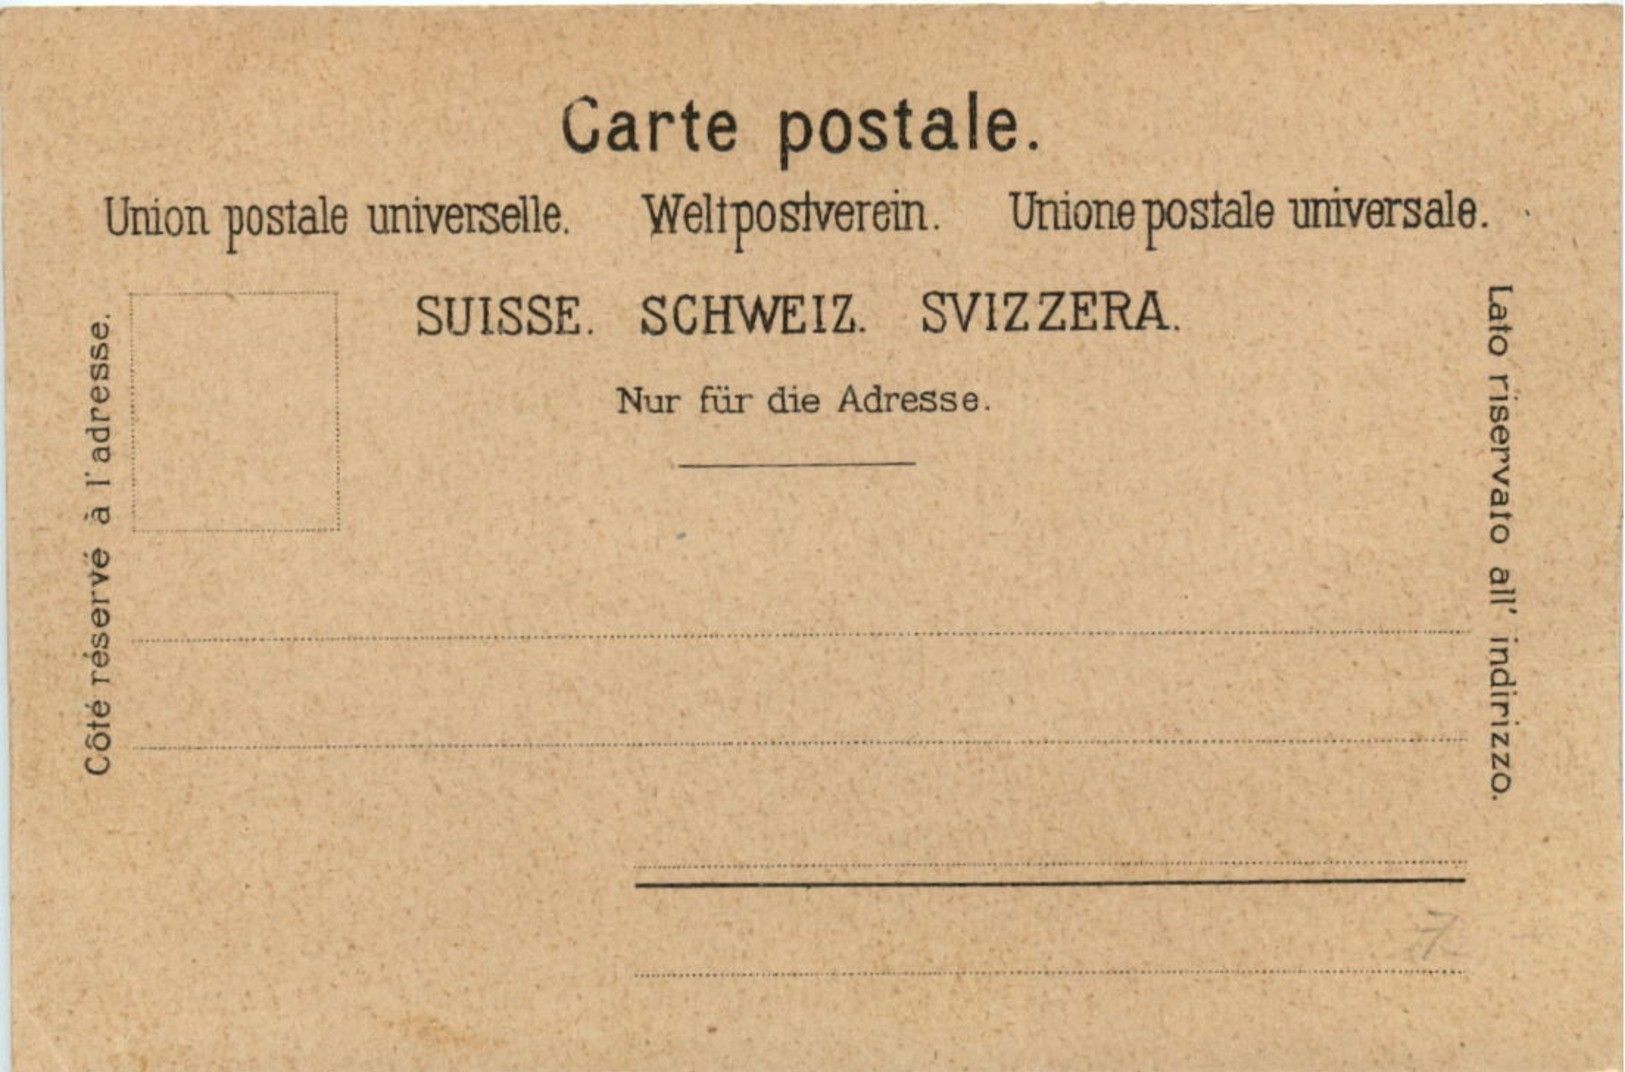 Carte postale.
Union postale universelle. Weltpostverein. Unione postale universale.
SUISSE. SCHWEIZ. SVIZZERA.
Nur für die Adresse.
Côté réservé à l'adresse.
Lato riservato all' indirizzo.
7